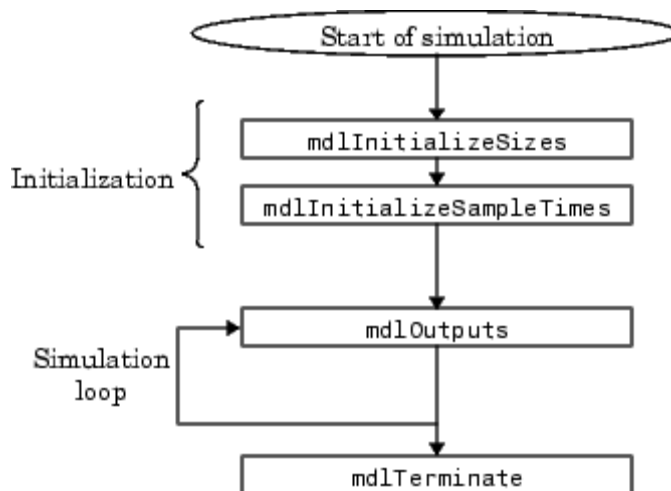 Start of simulation
mdlInitializeSizes
Initialization
mdlInitializeSampleTimes
mdlOutputs
Simulation
loop
mdlTerminate